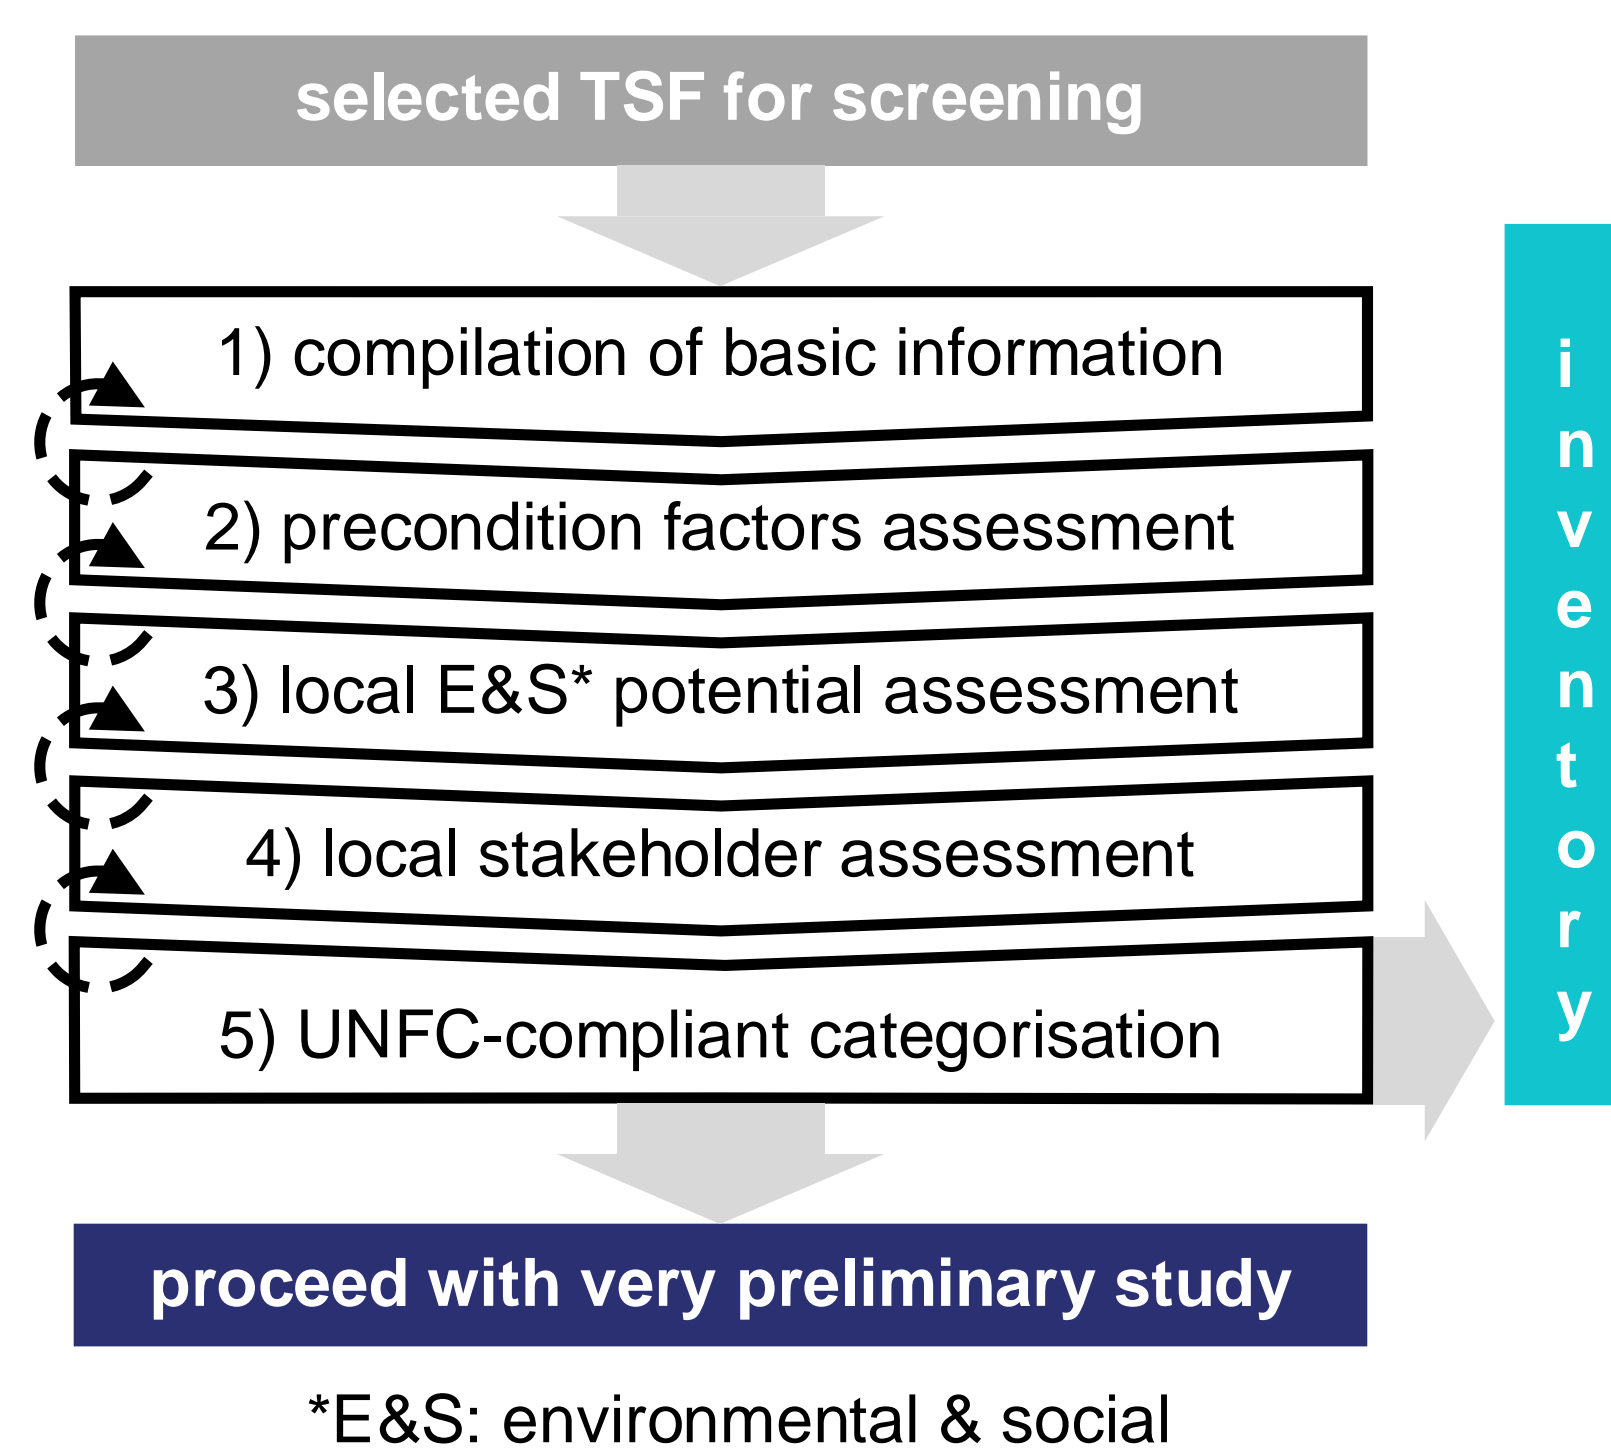 selected TSF for screening
1) compilation of basic information
2) precondition factors assessment
3) local E&S* potential assessment
4) local stakeholder assessment
5) UNFC-compliant categorisation
inventory
proceed with very preliminary study
*E&S: environmental & social